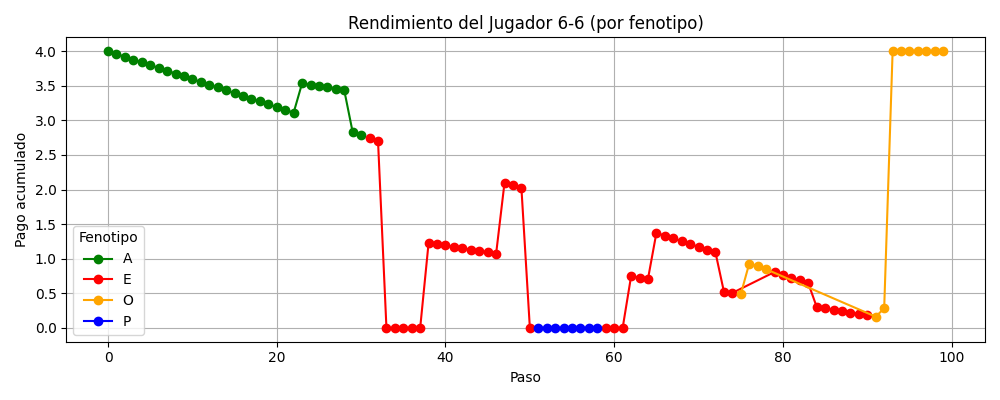 Rendimiento del Jugador 6-6 (por fenotipo)
Pago acumulado
4.0
3.5
3.0
2.5
2.0
1.5
1.0
0.5
0.0
Fenotipo
A
E
O
P
0 20 40 60 80 100
Paso